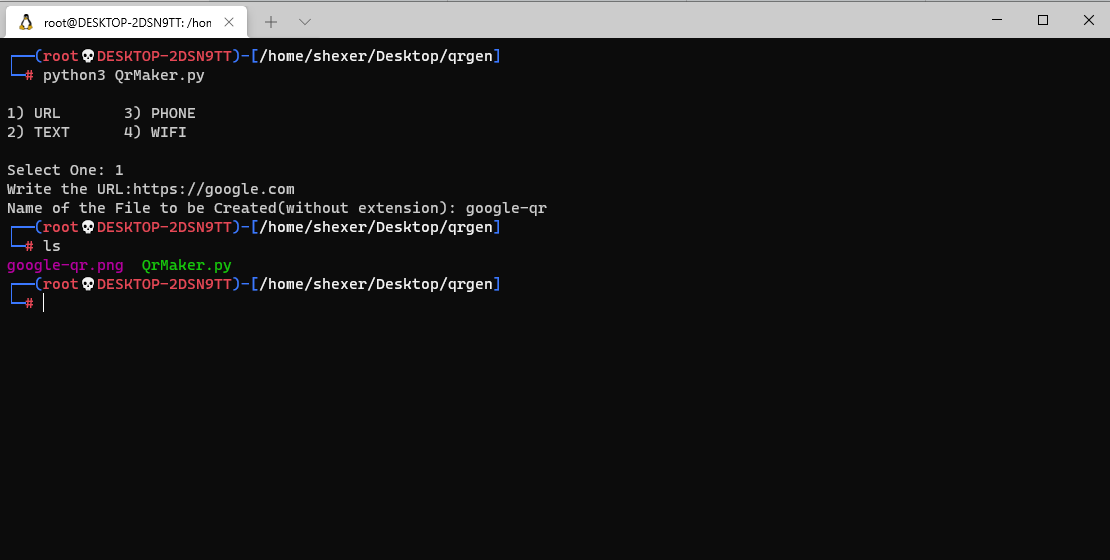 root@DESKTOP-2DSN9TT: /hon
┌──(root💀DESKTOP-2DSN9TT)-[/home/shexer/Desktop/qrgen]
└─# python3 QrMaker.py
1) URL       3) PHONE
2) TEXT      4) WIFI
Select One: 1
Write the URL:https://google.com
Name of the File to be Created(without extension): google-qr
┌──(root💀DESKTOP-2DSN9TT)-[/home/shexer/Desktop/qrgen]
└─# ls
google-qr.png  QrMaker.py
┌──(root💀DESKTOP-2DSN9TT)-[/home/shexer/Desktop/qrgen]
└─#